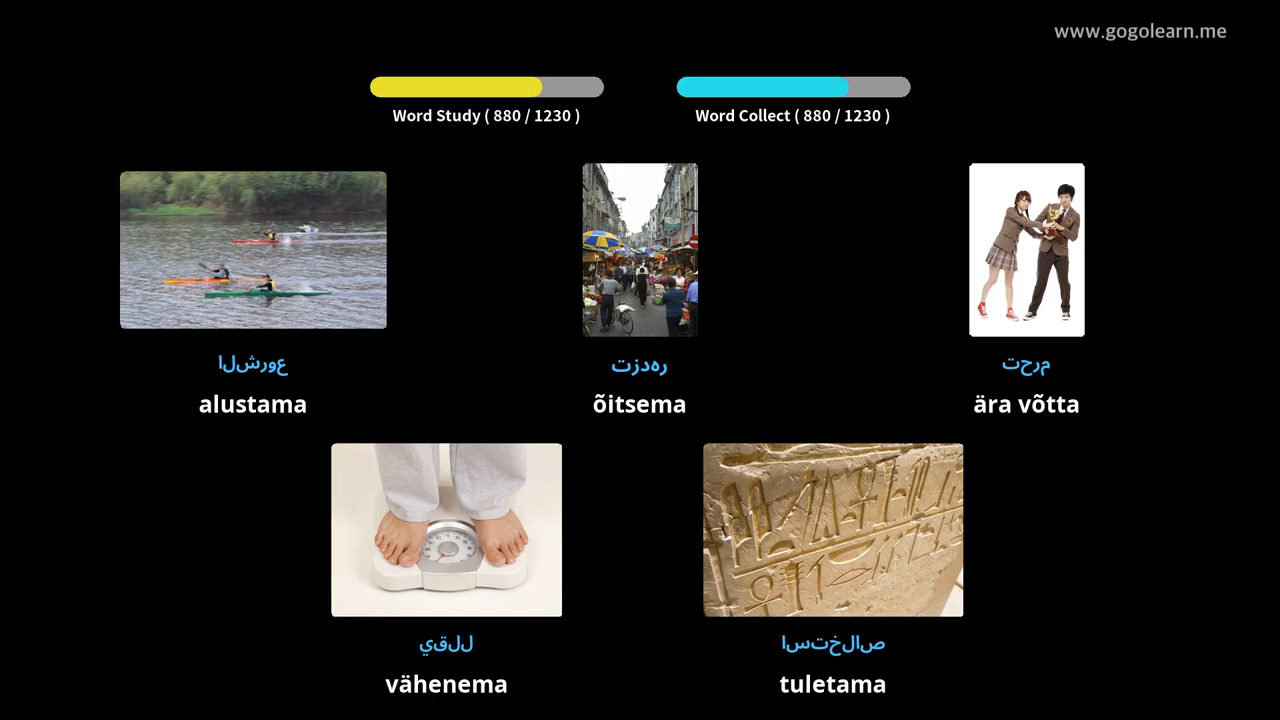 www.gogolearn.me
Word Study ( 880 / 1230 )
Word Collect ( 880 / 1230 )
الشروع
تزدهر
تحرم
alustama
õitsema
ära võtta
يقلل
استخلاص
vähenema
tuletama